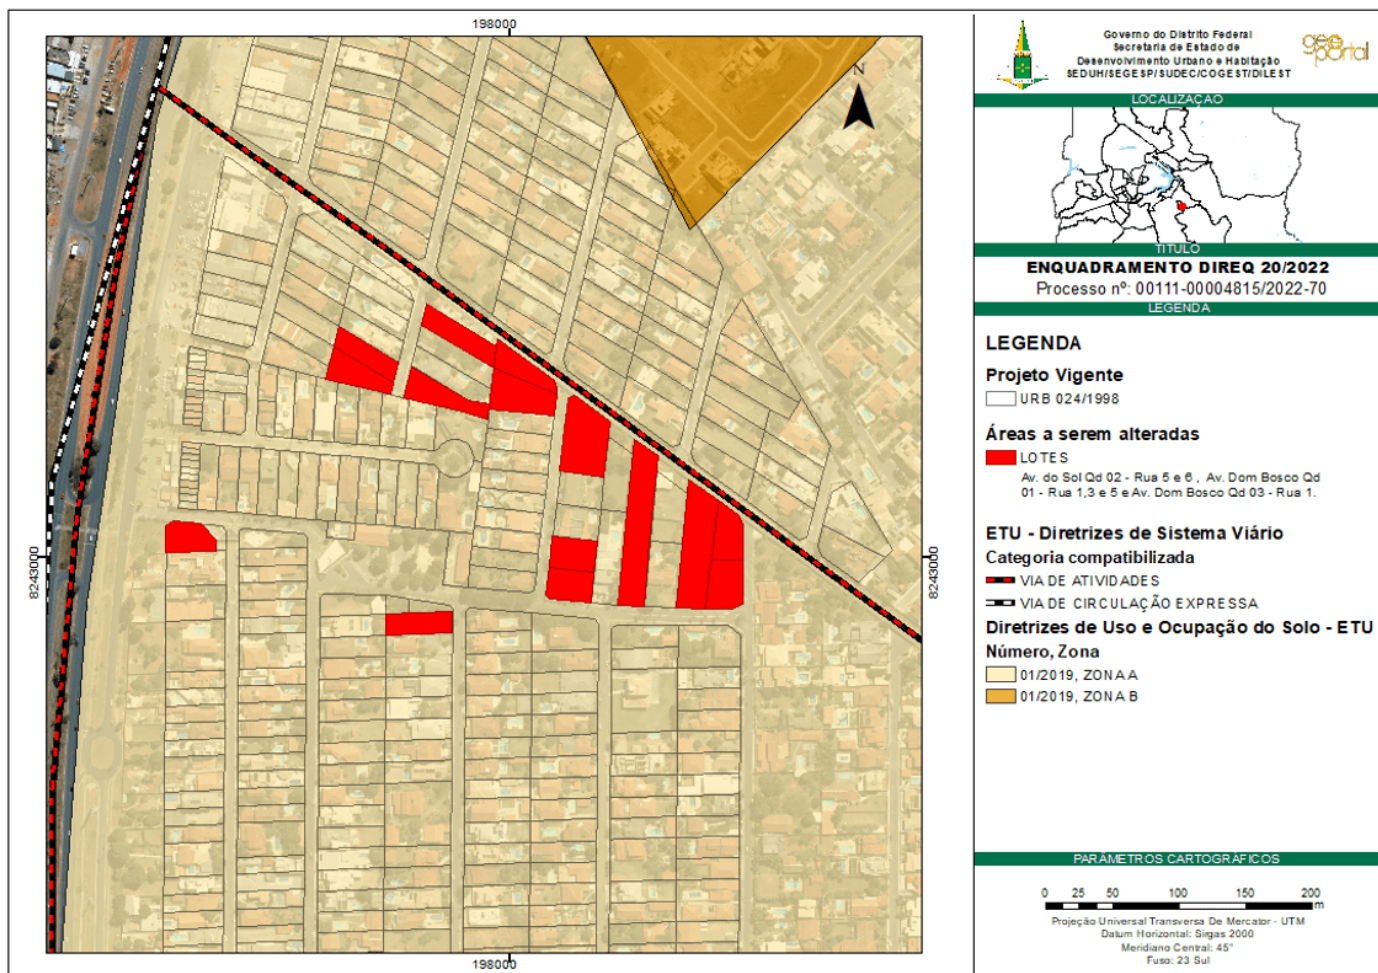 198000
N
8243000
8243000
198000
Governo do Distrito Federal
Secretaria de Estado de
Desenvolvimento Urbano e Habitação
SEDUH/SEGESP/SUDEC/COGEST/DILEST
geo
portal
LOCALIZAÇÃO
TÍTULO
ENQUADRAMENTO DIREQ 20/2022
Processo nº: 00111-00004815/2022-70
LEGENDA
LEGENDA
Projeto Vigente
URB 024/1998
Áreas a serem alteradas
LOTES
Av. do Sol Qd 02 - Rua 5 e 6 , Av. Dom Bosco Qd
01 - Rua 1,3 e 5 e Av. Dom Bosco Qd 03 - Rua 1.
ETU - Diretrizes de Sistema Viário
Categoria compatibilizada
VIA DE ATIVIDADES
VIA DE CIRCULAÇÃO EXPRESSA
Diretrizes de Uso e Ocupação do Solo - ETU
Número, Zona
01/2019, ZONA A
01/2019, ZONA B
PARÂMETROS CARTOGRÁFICOS
0 25 50 100 150 200
m
Projeção Universal Transversa De Mercator - UTM
Datum Horizontal: Sirgas 2000
Meridiano Central: 45°
Fuso: 23 Sul